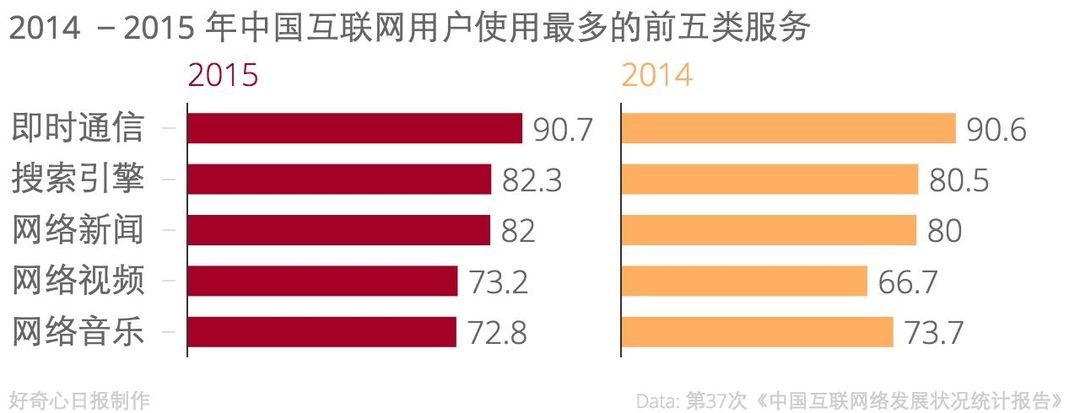 2014 – 2015 年中国互联网用户使用最多的前五类服务
2015 2014
即时通信 90.7 90.6
搜索引擎 82.3 80.5
网络新闻 82 80
网络视频 73.2 66.7
网络音乐 72.8 73.7
好奇心日报制作 Data: 第37次《中国互联网络发展状况统计报告》